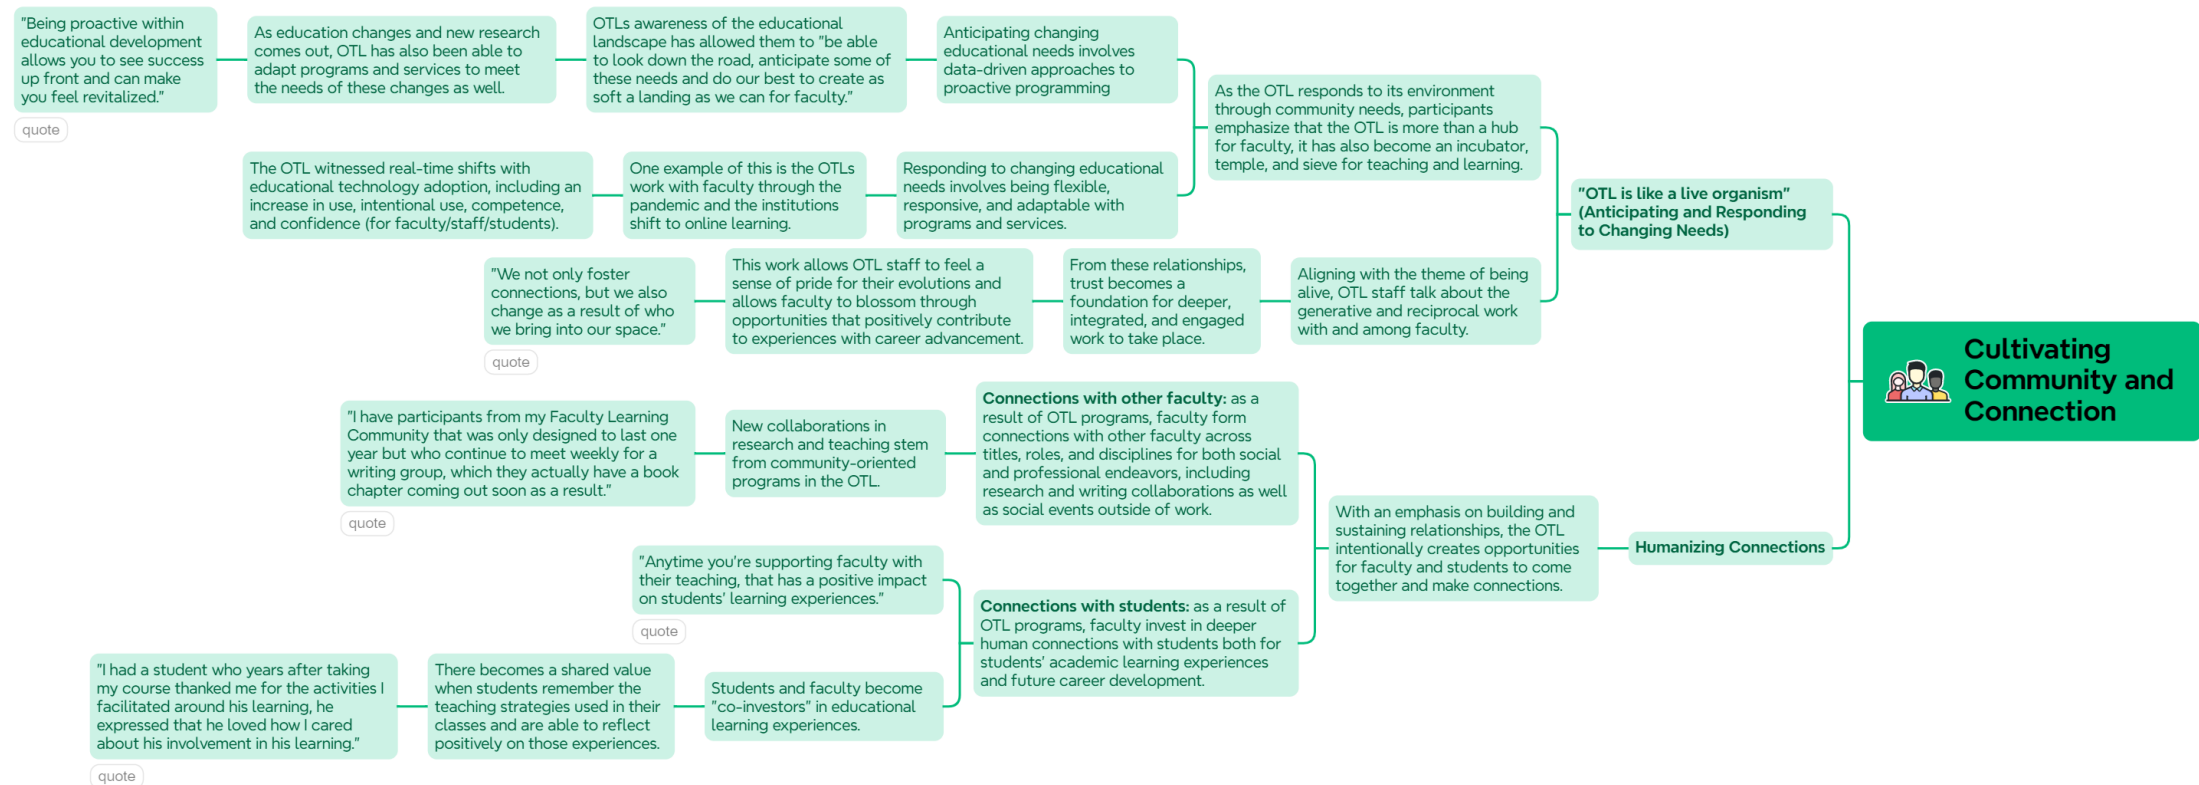 "Being proactive within
educational development
allows you to see success
up front and can make
you feel revitalized."
quote
As education changes and new research
comes out, OTL has also been able to
adapt programs and services to meet
the needs of these changes as well.
OTLs awareness of the educational
landscape has allowed them to "be able
to look down the road, anticipate some of
these needs and do our best to create as
soft a landing as we can for faculty."
Anticipating changing
educational needs involves
data-driven approaches to
proactive programming
As the OTL responds to its environment
through community needs, participants
emphasize that the OTL is more than a hub
for faculty, it has also become an incubator,
temple, and sieve for teaching and learning.
The OTL witnessed real-time shifts with
educational technology adoption, including an
increase in use, intentional use, competence,
and confidence (for faculty/staff/students).
One example of this is the OTLs
work with faculty through the
pandemic and the institutions
shift to online learning.
Responding to changing educational
needs involves being flexible,
responsive, and adaptable with
programs and services.
"OTL is like a live organism"
(Anticipating and Responding
to Changing Needs)
"We not only foster
connections, but we also
change as a result of who
we bring into our space."
quote
This work allows OTL staff to feel a
sense of pride for their evolutions and
allows faculty to blossom through
opportunities that positively contribute
to experiences with career advancement.
From these relationships,
trust becomes a
foundation for deeper,
integrated, and engaged
work to take place.
Aligning with the theme of being
alive, OTL staff talk about the
generative and reciprocal work
with and among faculty.
Cultivating
Community and
Connection
"I have participants from my Faculty Learning
Community that was only designed to last one
year but who continue to meet weekly for a
writing group, which they actually have a book
chapter coming out soon as a result."
quote
New collaborations in
research and teaching stem
from community-oriented
programs in the OTL.
Connections with other faculty: as a
result of OTL programs, faculty form
connections with other faculty across
titles, roles, and disciplines for both social
and professional endeavors, including
research and writing collaborations as well
as social events outside of work.
With an emphasis on building and
sustaining relationships, the OTL
intentionally creates opportunities
for faculty and students to come
together and make connections.
Humanizing Connections
"Anytime you're supporting faculty with
their teaching, that has a positive impact
on students' learning experiences."
quote
Connections with students: as a result of
OTL programs, faculty invest in deeper
human connections with students both for
students' academic learning experiences
and future career development.
"I had a student who years after taking
my course thanked me for the activities I
facilitated around his learning, he
expressed that he loved how I cared
about his involvement in his learning."
quote
There becomes a shared value
when students remember the
teaching strategies used in their
classes and are able to reflect
positively on those experiences.
Students and faculty become
"co-investors" in educational
learning experiences.